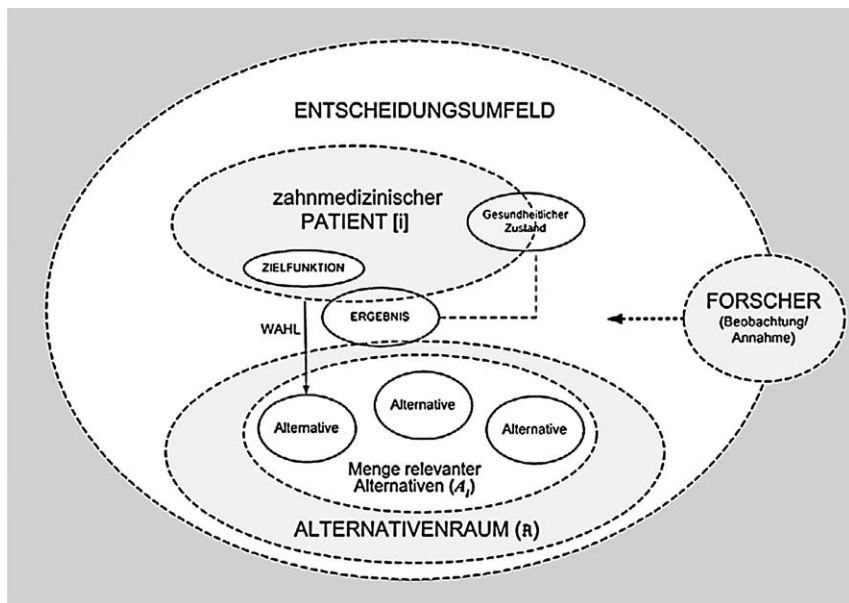 ENTSCHEIDUNGSUMFELD
zahnmedizinischer
PATIENT [i]
Gesundheitlicher
Zustand
ZIELFUNKTION
ERGEBNIS
WAHL
FORSCHER
(Beobachtung/
Annahme)
Alternative
Alternative
Alternative
Menge relevanter
Alternativen (A_i)
ALTERNATIVENRAUM (ℜ)